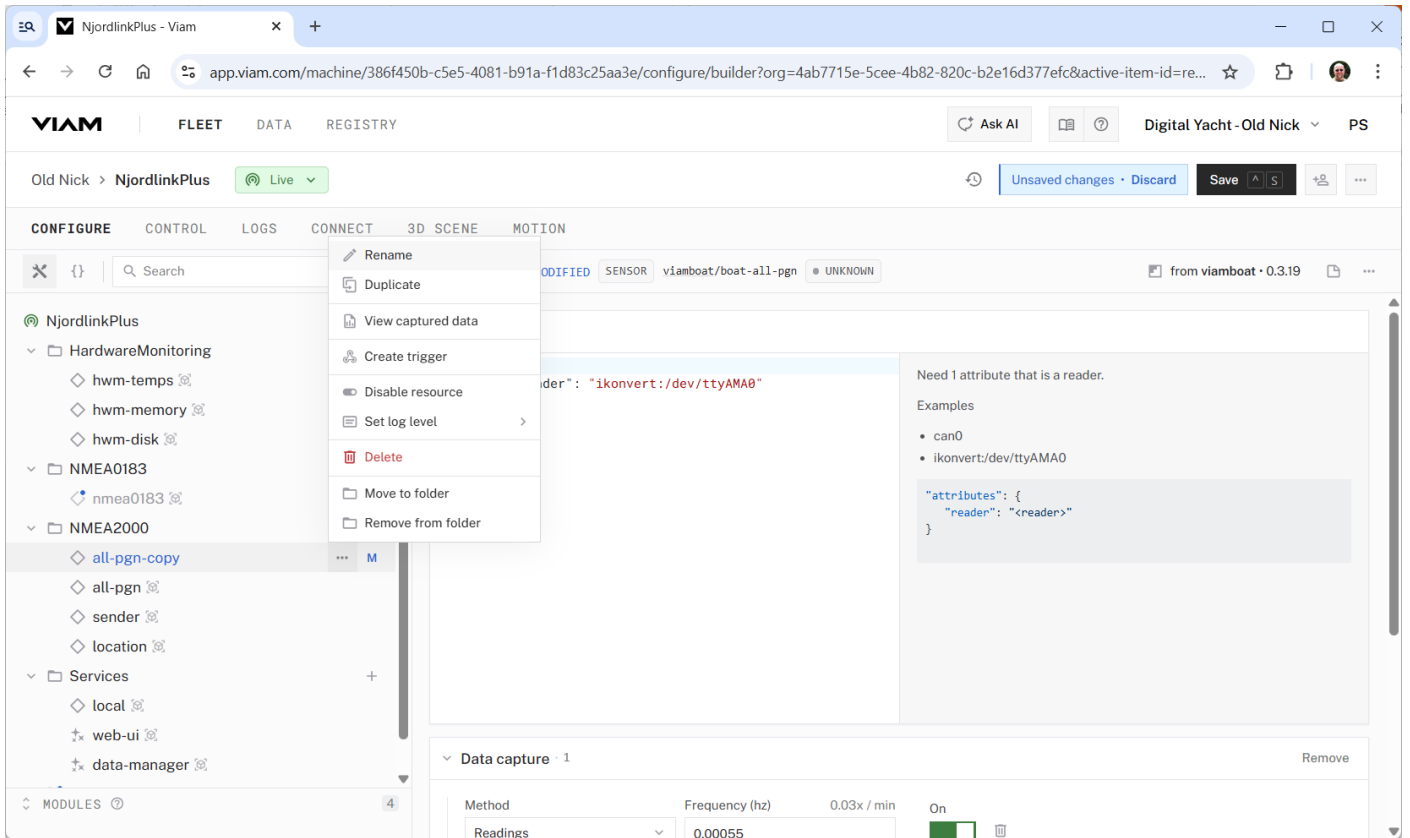 NjordlinkPlus - Viam
app.viam.com/machine/386f450b-c5e5-4081-b91a-f1d83c25aa3e/configure/builder?org=4ab7715e-5cee-4b82-820c-b2e16d377efc&active-item-id=re...
VIAM
FLEET DATA REGISTRY
Ask AI
Digital Yacht - Old Nick
PS
Old Nick > NjordlinkPlus
Live
Unsaved changes • Discard
Save ^ S
CONFIGURE CONTROL LOGS CONNECT 3D SCENE MOTION
{} Search
ODIFIED SENSOR viamboat/boat-all-pgn UNKNOWN
from viamboat • 0.3.19
Rename
Duplicate
View captured data
Create trigger
Disable resource
Set log level
Delete
Move to folder
Remove from folder
NjordlinkPlus
HardwareMonitoring
hwm-temps
hwm-memory
hwm-disk
NMEA0183
nmea0183
NMEA2000
all-pgn-copy ... M
all-pgn
sender
location
Services +
local
web-ui
data-manager
MODULES 4
der": "ikonvert:/dev/ttyAMA0"
Need 1 attribute that is a reader.
Examples
• can0
• ikonvert:/dev/ttyAMA0
"attributes": {
"reader": "<reader>"
}
Data capture · 1
Remove
Method
Frequency (hz) 0.03x / min
On
Readings
0.00055